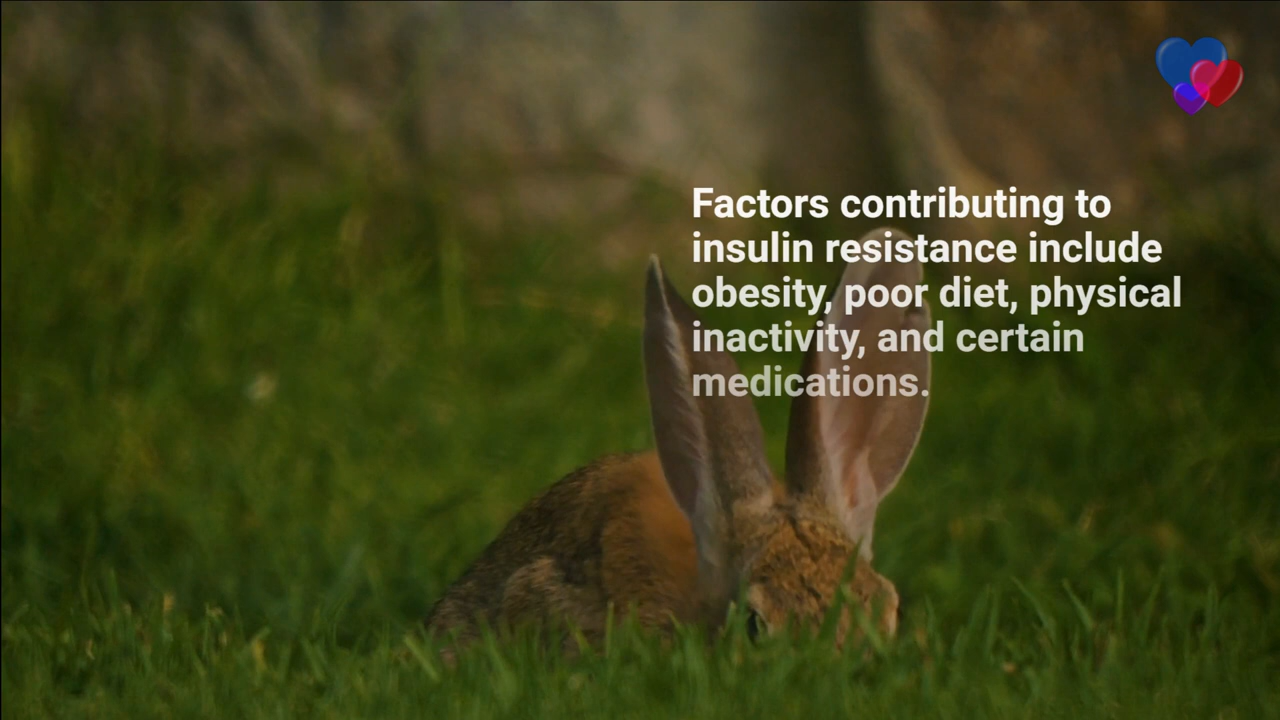 Factors contributing to
insulin resistance include
obesity, poor diet, physical
inactivity, and certain
medications.